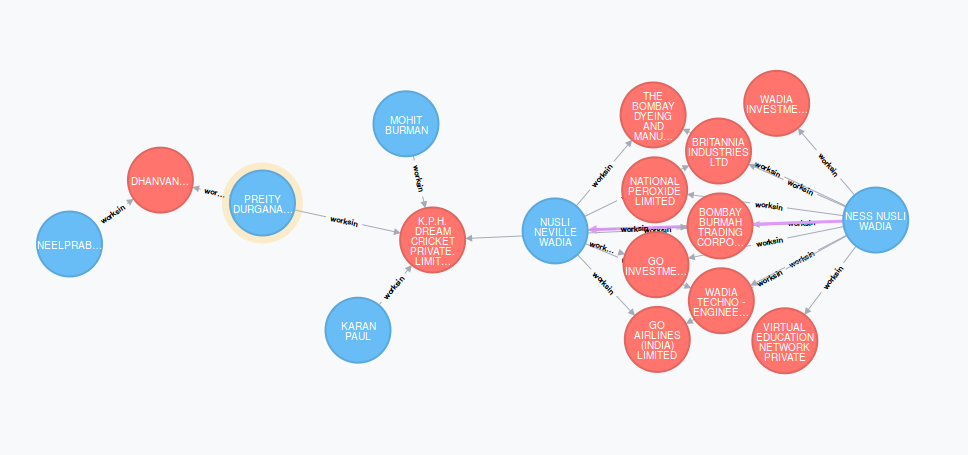 THE
BOMBAY
DYEING
AND
MANU...
WADIA
INVESTME...
MOHIT
BURMAN
BRITANNIA
INDUSTRIES
LTD
worksin
worksin
worksin
worksin
worksin
DHANVAN...
wor...
PREITY
DURGANA...
NATIONAL
PEROXIDE
LIMITED
worksin
worksin
NEELPRAB...
worksin
K.P.H.
DREAM
CRICKET
PRIVATE.
LIMIT...
NUSLI
NEVILLE
WADIA
worksin
worksin
BOMBAY
BURMAH
TRADING
CORPO...
worksin
NESS NUSLI
WADIA
work...
GO
INVESTME...
worksin
worksin
worksin
worksin
worksin
worksin
WADIA
TECHNO -
ENGINEE...
KARAN
PAUL
GO
AIRLINES
(INDIA)
LIMITED
VIRTUAL
EDUCATION
NETWORK
PRIVATE